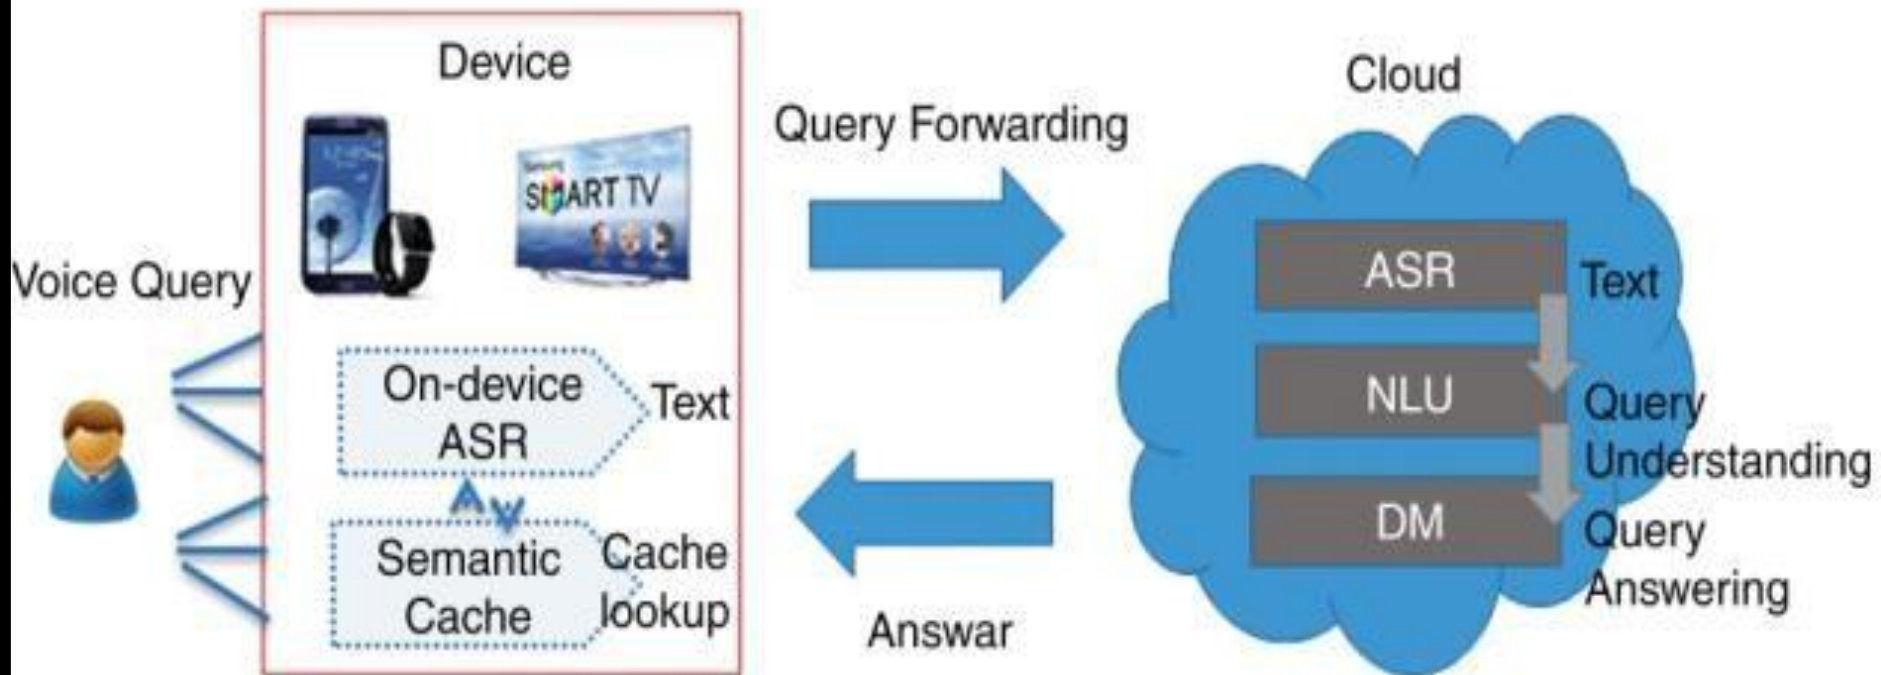 Device
Cloud
Query Forwarding
SMART TV
Voice Query
ASR
Text
On-device
ASR
Text
NLU
Query
Understanding
Semantic
Cache
Cache
lookup
DM
Query
Answering
Answar